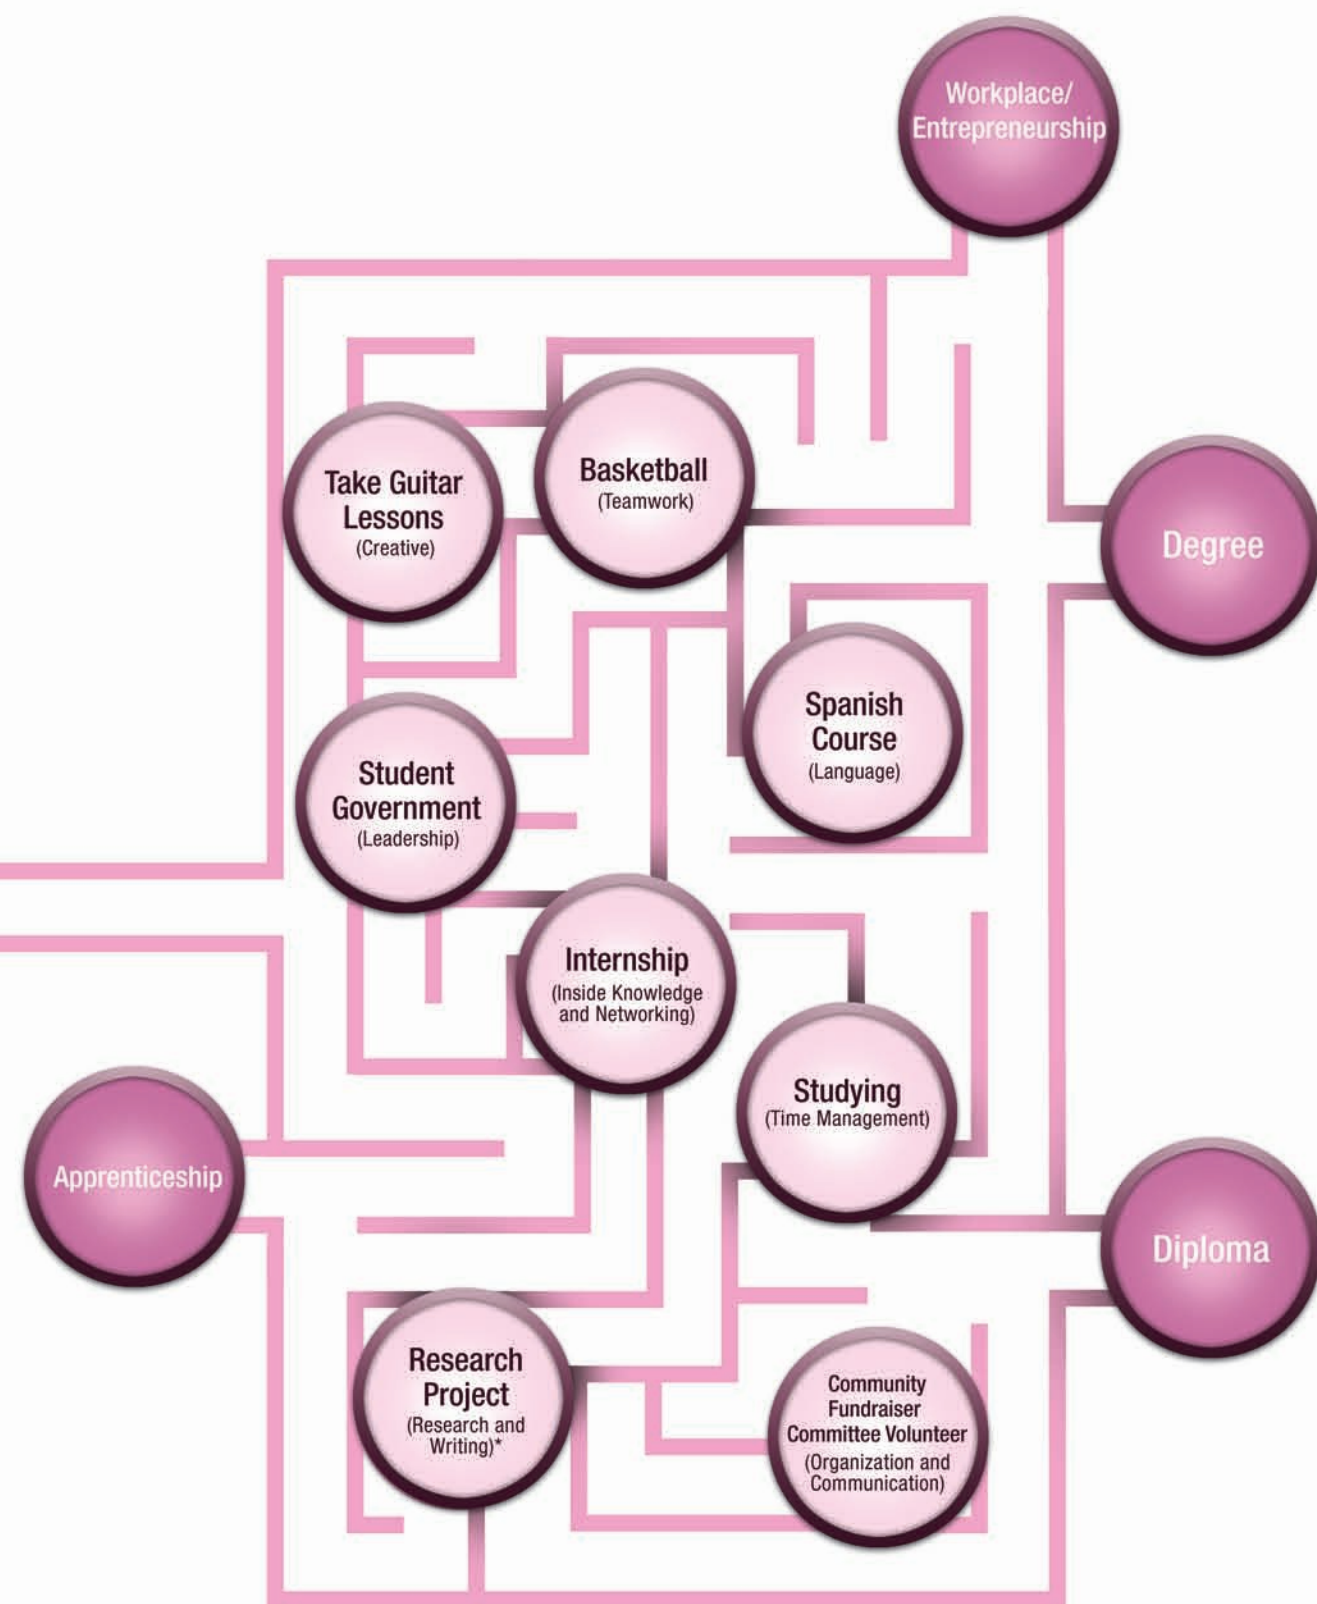 Workplace/
Entrepreneurship
Take Guitar
Lessons
(Creative)
Basketball
(Teamwork)
Degree
Spanish
Course
(Language)
Student
Government
(Leadership)
Internship
(Inside Knowledge
and Networking)
Studying
(Time Management)
Apprenticeship
Diploma
Research
Project
(Research and
Writing)*
Community
Fundraiser
Committee Volunteer
(Organization and
Communication)